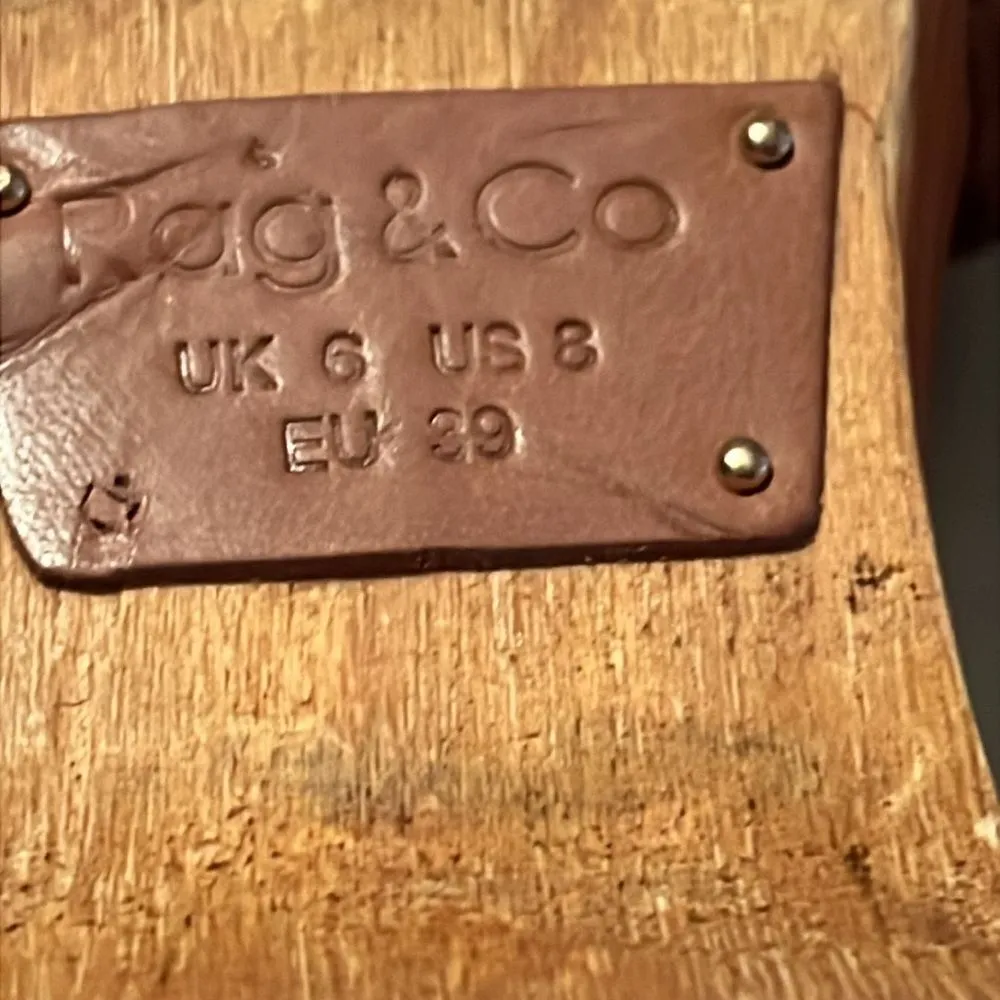 Rag & Co
UK 6 US 8
EU 39